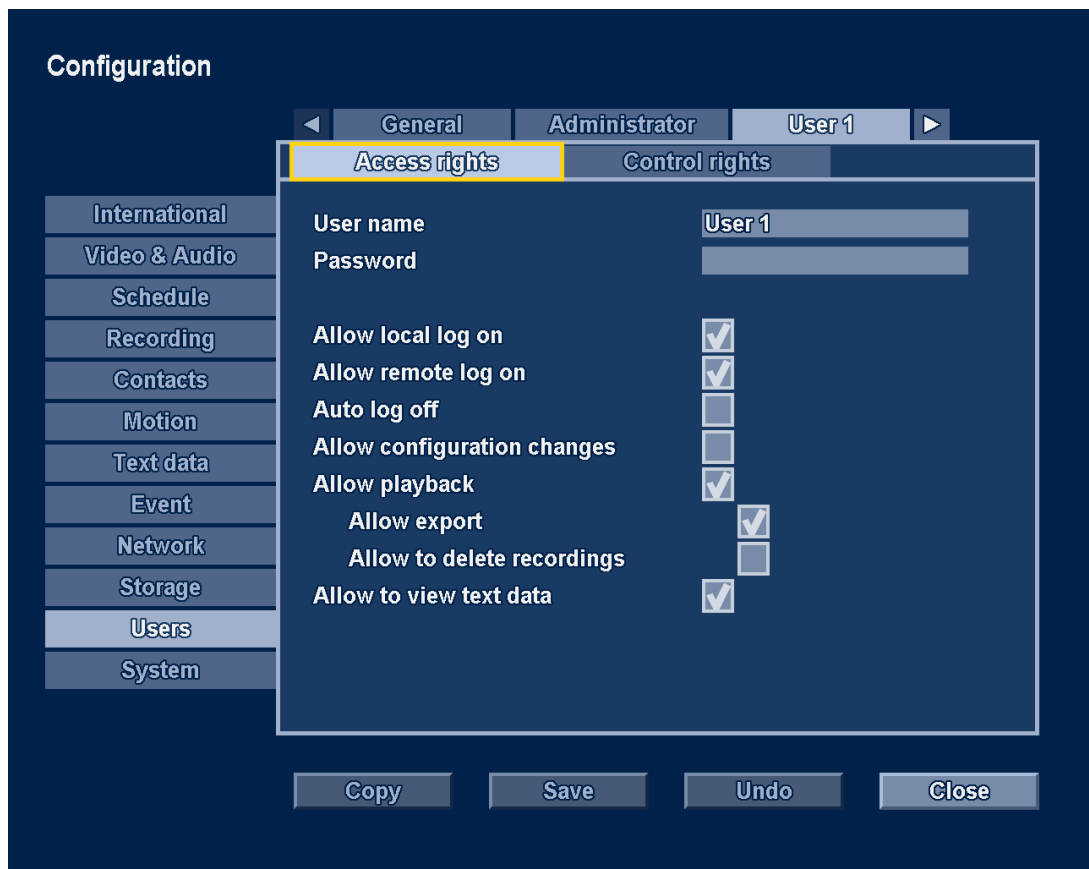 Configuration
General Administrator User 1
Access rights Control rights
International
Video & Audio
Schedule
Recording
Contacts
Motion
Text data
Event
Network
Storage
Users
System
User name User 1
Password
Allow local log on
Allow remote log on
Auto log off
Allow configuration changes
Allow playback
Allow export
Allow to delete recordings
Allow to view text data
Copy Save Undo Close